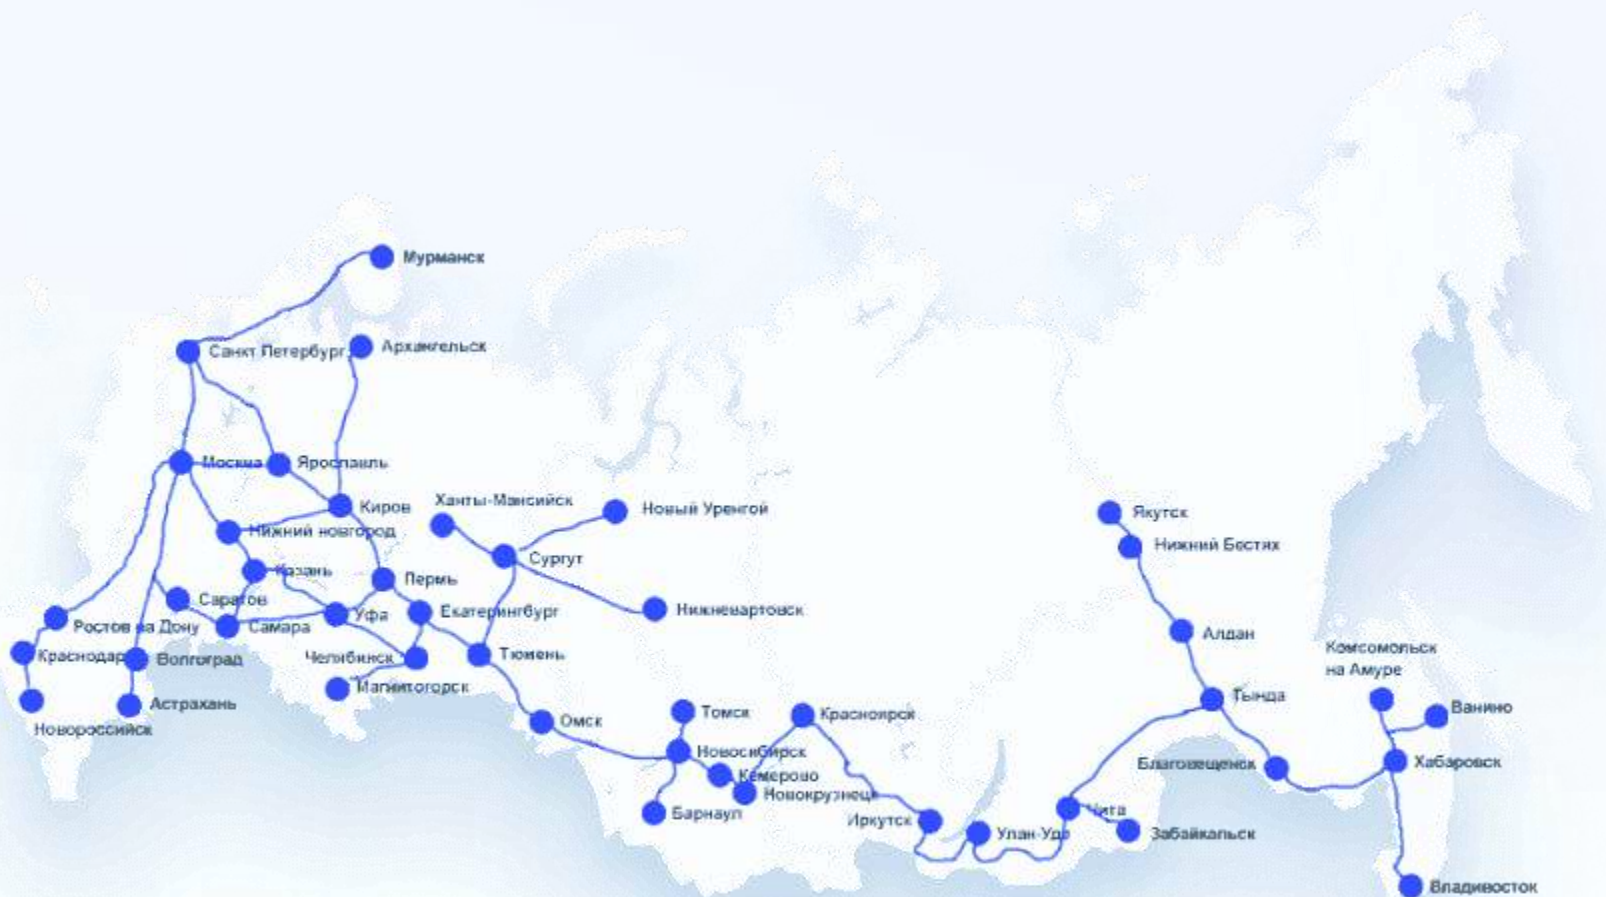 Мурманск
Санкт Петербург
Архангельск
Москва
Ярославль
Киров
Ханты-Мансийск
Новый Уренгой
Якутск
Нижний новгород
Нижний Бестях
Сургут
Казань
Пермь
Саратов
Екатеринбург
Нижневартовск
Уфа
Ростов на Дону
Самара
Алдан
Комсомольск
на Амуре
Краснодар
Волгоград
Челябинск
Тюмень
Магнитогорск
Тында
Астрахань
Ванино
Томск
Красноярск
Омск
Новороссийск
Новосибирск
Благовещенск
Хабаровск
Кемерово
Новокрузнецк
Барнаул
Иркутск
Чита
Улан-Удэ
Забайкальск
Владивосток